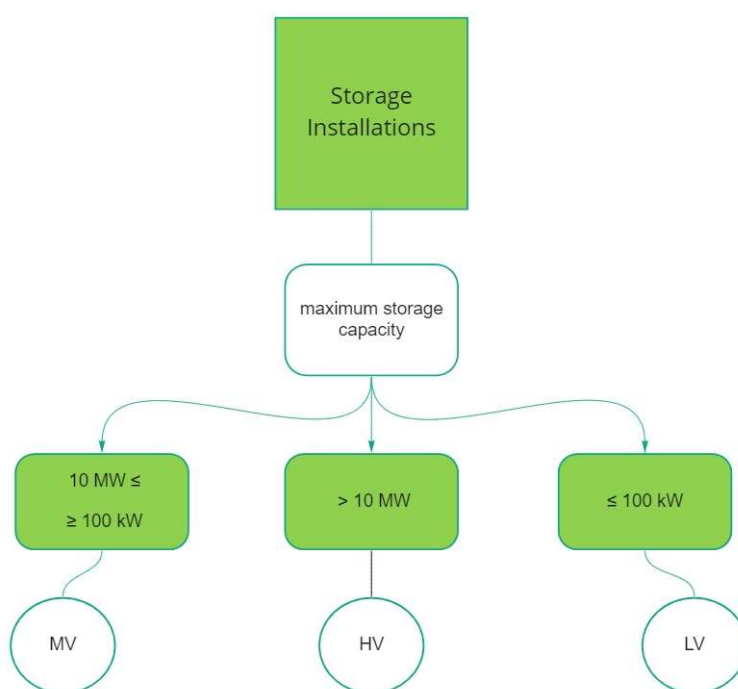 Storage
Installations
maximum storage
capacity
10 MW ≤
≥ 100 kW
> 10 MW
≤ 100 kW
MV
HV
LV